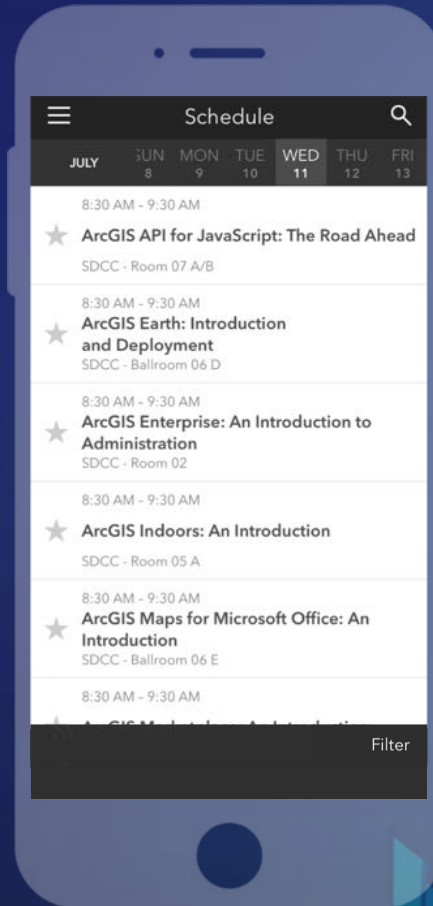 Schedule
JULY
SUN MON TUE WED THU FRI
8 9 10 11 12 13
8:30 AM - 9:30 AM
ArcGIS API for JavaScript: The Road Ahead
SDCC - Room 07 A/B
8:30 AM - 9:30 AM
ArcGIS Earth: Introduction
and Deployment
SDCC - Ballroom 06 D
8:30 AM - 9:30 AM
ArcGIS Enterprise: An Introduction to
Administration
SDCC - Room 02
8:30 AM - 9:30 AM
ArcGIS Indoors: An Introduction
SDCC - Room 05 A
8:30 AM - 9:30 AM
ArcGIS Maps for Microsoft Office: An
Introduction
SDCC - Ballroom 06 E
8:30 AM - 9:30 AM
Filter